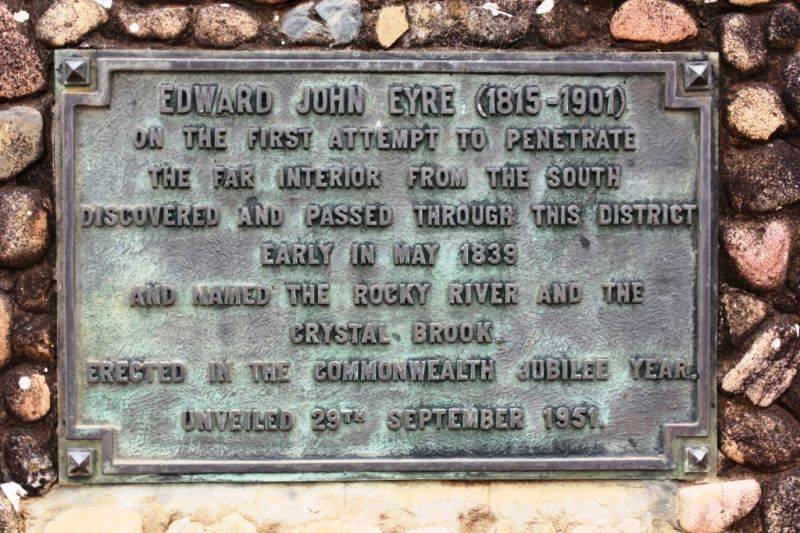 EDWARD JOHN EYRE (1815-1901)
ON THE FIRST ATTEMPT TO PENETRATE
THE FAR INTERIOR FROM THE SOUTH
DISCOVERED AND PASSED THROUGH THIS DISTRICT
EARLY IN MAY 1839
AND NAMED THE ROCKY RIVER AND THE
CRYSTAL BROOK.
ERECTED IN THE COMMONWEALTH JUBILEE YEAR.
UNVEILED 29TH SEPTEMBER 1951.